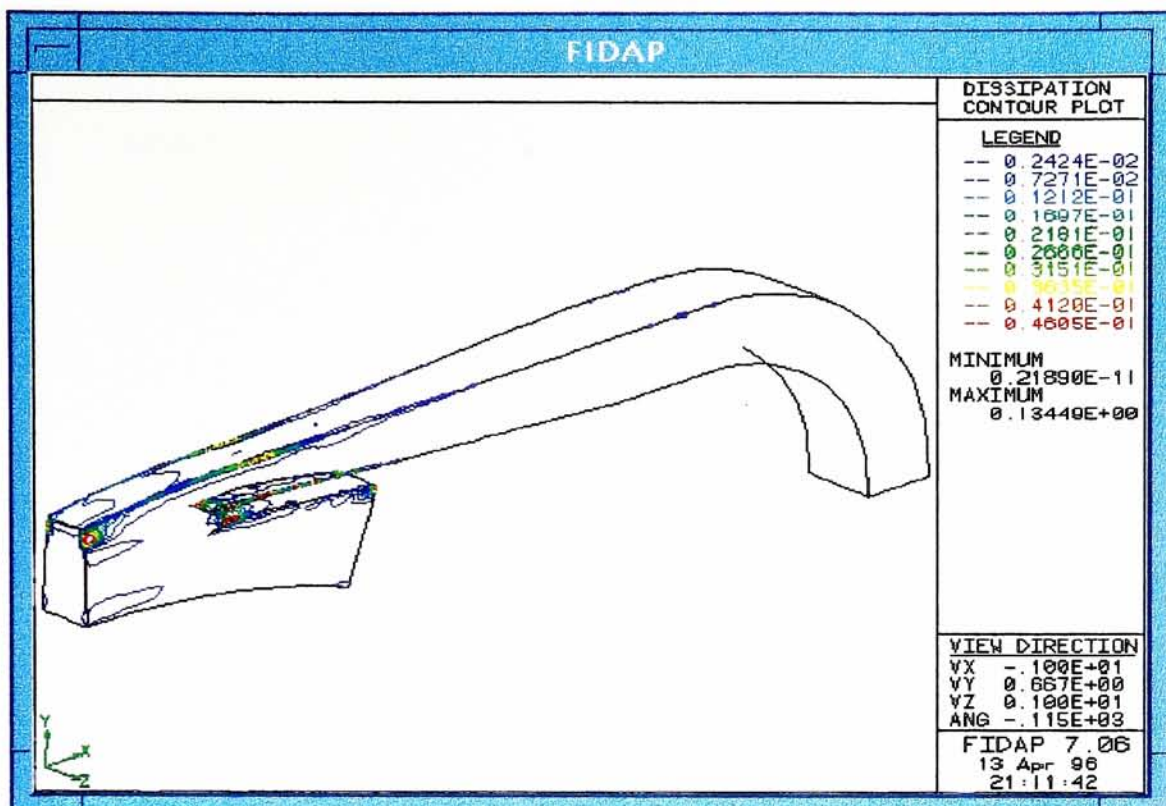 FIDAP
DISSIPATION
CONTOUR PLOT
LEGEND
-- 0.2424E-02
-- 0.7271E-02
-- 0.1212E-01
-- 0.1697E-01
-- 0.2181E-01
-- 0.2666E-01
-- 0.3151E-01
-- 0.3635E-01
-- 0.4120E-01
-- 0.4605E-01
MINIMUM
0.21890E-11
MAXIMUM
0.13449E+00
VIEW DIRECTION
VX -.100E+01
VY 0.667E+00
VZ 0.100E+01
ANG -.115E+03
FIDAP 7.06
13 Apr 96
21:11:42
Y
X
Z